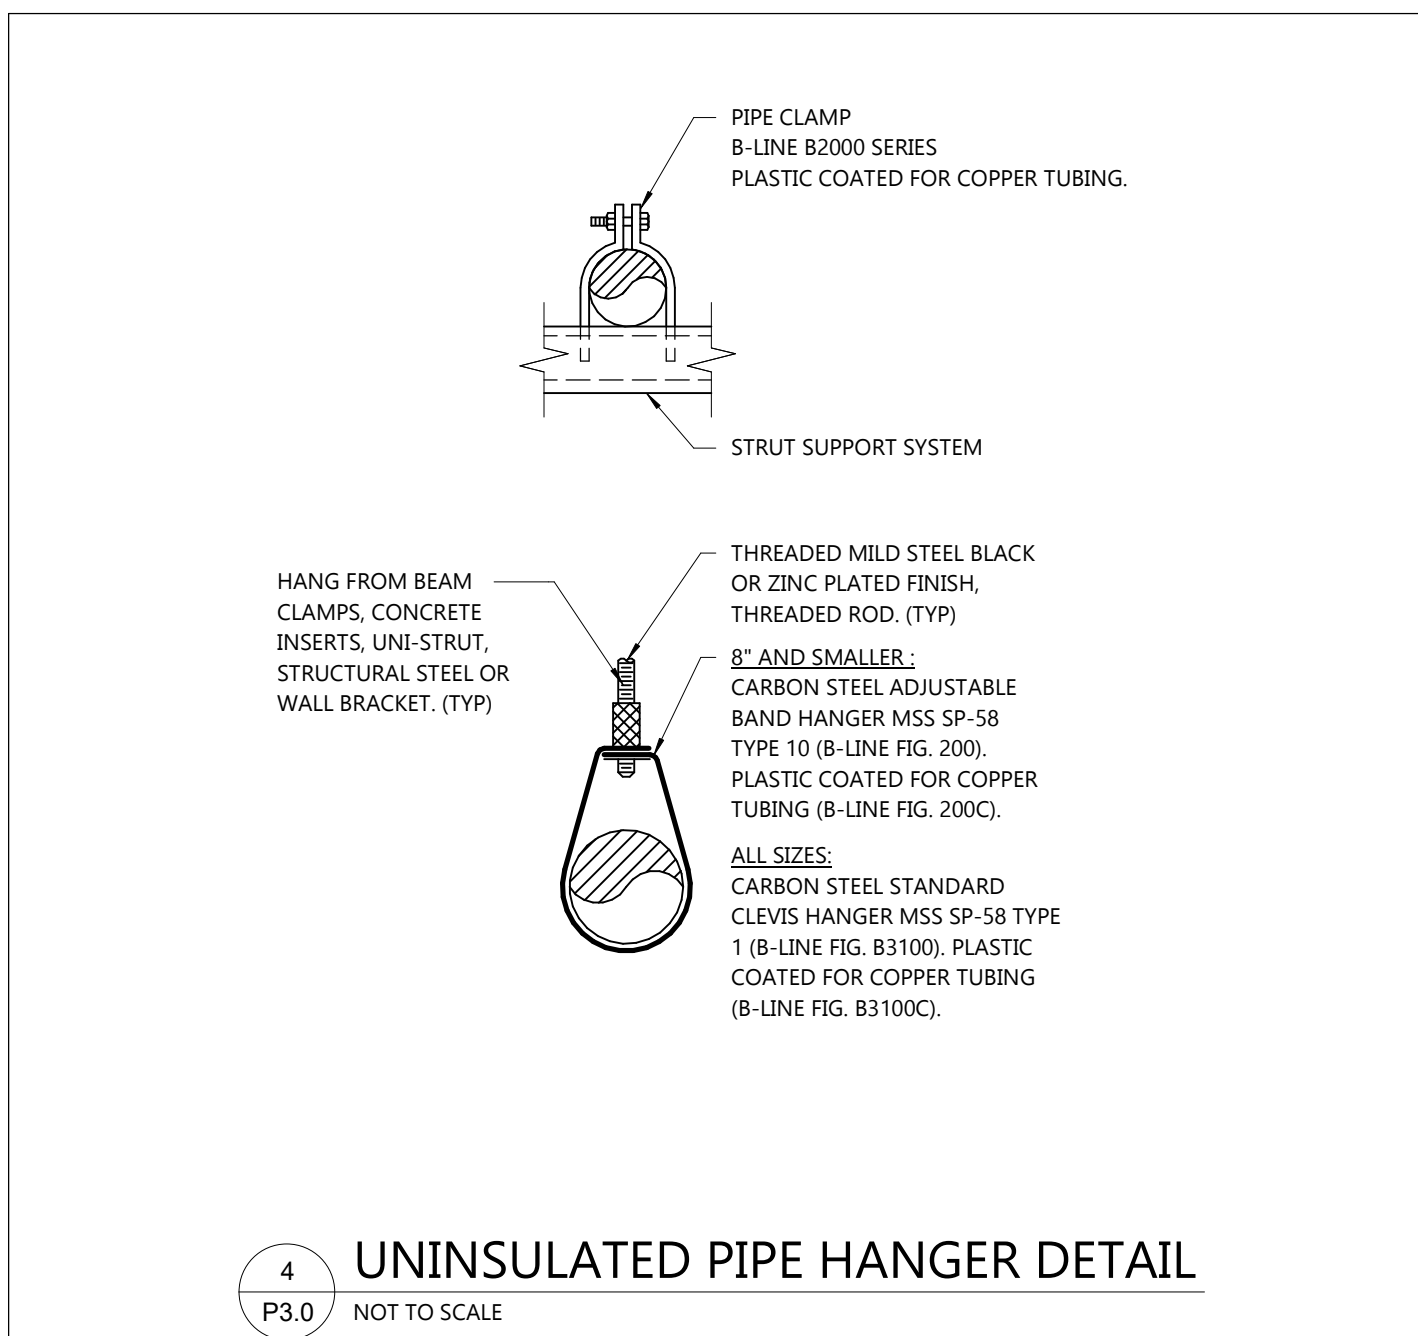 PIPE CLAMP
B-LINE B2000 SERIES
PLASTIC COATED FOR COPPER TUBING.
STRUT SUPPORT SYSTEM
HANG FROM BEAM
CLAMPS, CONCRETE
INSERTS, UNI-STRUT,
STRUCTURAL STEEL OR
WALL BRACKET. (TYP)
THREADED MILD STEEL BLACK
OR ZINC PLATED FINISH,
THREADED ROD. (TYP)
8" AND SMALLER :
CARBON STEEL ADJUSTABLE
BAND HANGER MSS SP-58
TYPE 10 (B-LINE FIG. 200).
PLASTIC COATED FOR COPPER
TUBING (B-LINE FIG. 200C).
ALL SIZES:
CARBON STEEL STANDARD
CLEVIS HANGER MSS SP-58 TYPE
1 (B-LINE FIG. B3100). PLASTIC
COATED FOR COPPER TUBING
(B-LINE FIG. B3100C).
4
P3.0
UNINSULATED PIPE HANGER DETAIL
NOT TO SCALE